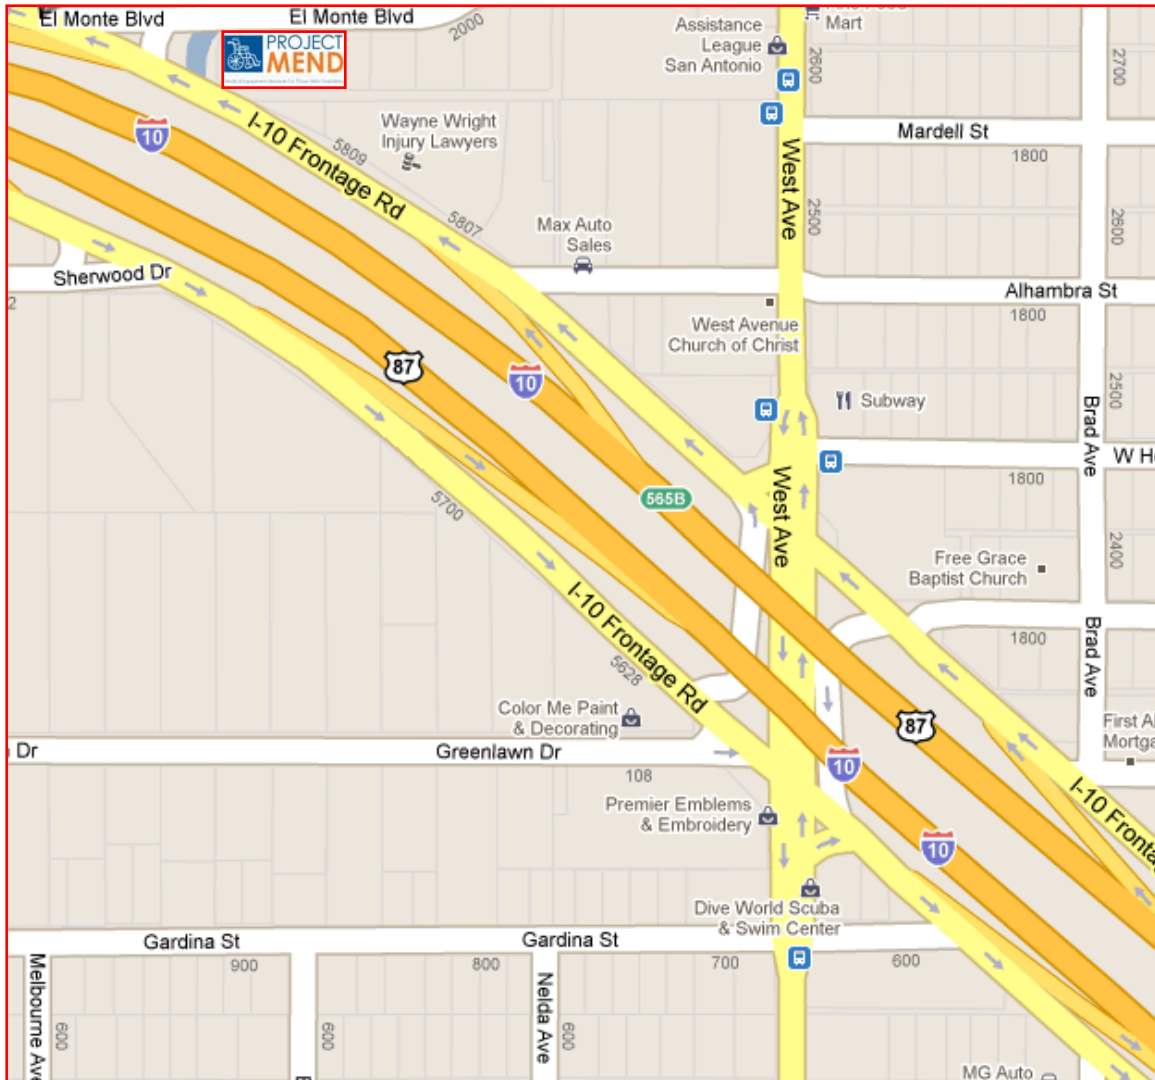 El Monte Blvd
El Monte Blvd
2000
PROJECT
MEND
Assistance
League
San Antonio
Mart
2600
2700
10
I-10 Frontage Rd
5809
Wayne Wright
Injury Lawyers
Mardell St
1800
West Ave
2500
2600
5807
Max Auto
Sales
Sherwood Dr
Alhambra St
1800
2
West Avenue
Church of Christ
87
10
Subway
2500
Brad Ave
W H
1800
565B
West Ave
5700
2400
Free Grace
Baptist Church
I-10 Frontage Rd
1800
Brad Ave
5628
Color Me Paint
& Decorating
87
First A
Mortga
Dr
Greenlawn Dr
108
10
I-10 Fronta
Premier Emblems
& Embroidery
10
Dive World Scuba
& Swim Center
Gardina St
Gardina St
900
800
700
600
Melbourne Ave
600
600
Nelda Ave
600
MG Auto